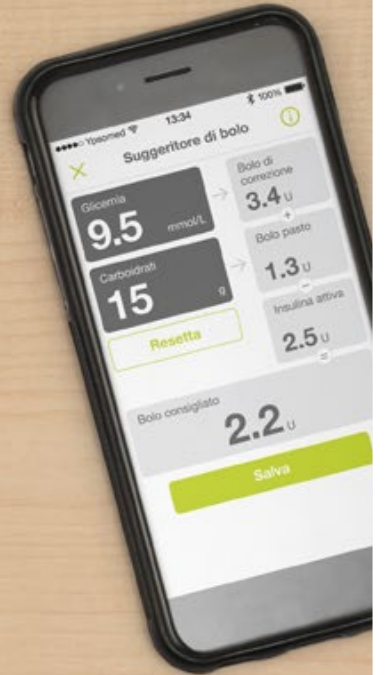 Ypsomed 13:34 100%
Suggeritore di bolo
Glicemia
9.5 mmol/L
Bolo di
correzione
3.4 U
+
Carboidrati
15 g
Bolo pasto
1.3 U
−
Resetta
Insulina attiva
2.5 U
=
Bolo consigliato
2.2 U
Salva